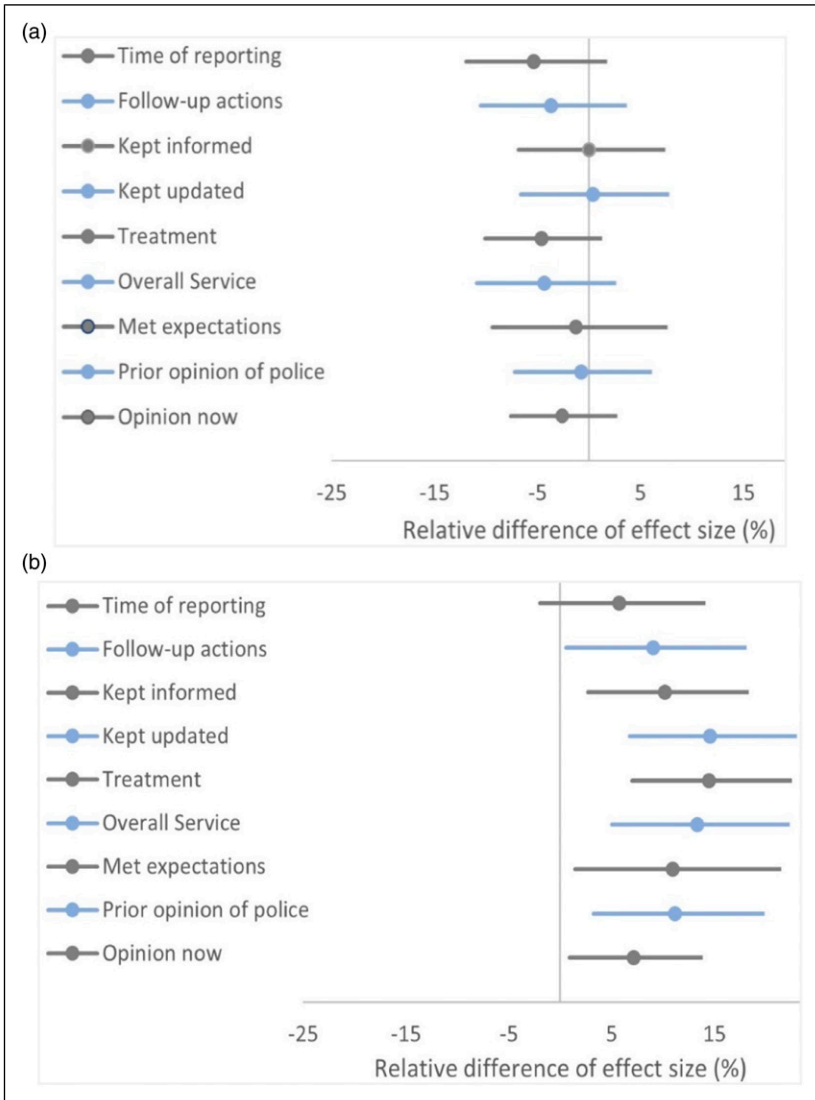 (a)
Time of reporting
Follow-up actions
Kept informed
Kept updated
Treatment
Overall Service
Met expectations
Prior opinion of police
Opinion now
-25 -15 -5 5 15
Relative difference of effect size (%)
(b)
Time of reporting
Follow-up actions
Kept informed
Kept updated
Treatment
Overall Service
Met expectations
Prior opinion of police
Opinion now
-25 -15 -5 5 15
Relative difference of effect size (%)